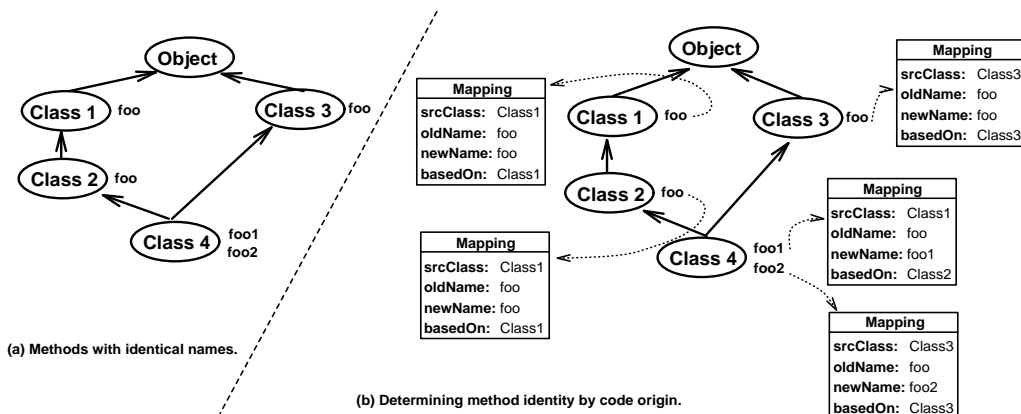 Object
Class 1 foo
Class 3 foo
Class 2 foo
Class 4 foo1
foo2
(a) Methods with identical names.
Object
Class 1 foo
Class 3 foo
Class 2 foo
Class 4 foo1
foo2
Mapping
srcClass: Class1
oldName: foo
newName: foo
basedOn: Class1
Mapping
srcClass: Class3
oldName: foo
newName: foo
basedOn: Class3
Mapping
srcClass: Class1
oldName: foo
newName: foo
basedOn: Class1
Mapping
srcClass: Class1
oldName: foo
newName: foo1
basedOn: Class2
Mapping
srcClass: Class3
oldName: foo
newName: foo2
basedOn: Class3
(b) Determining method identity by code origin.